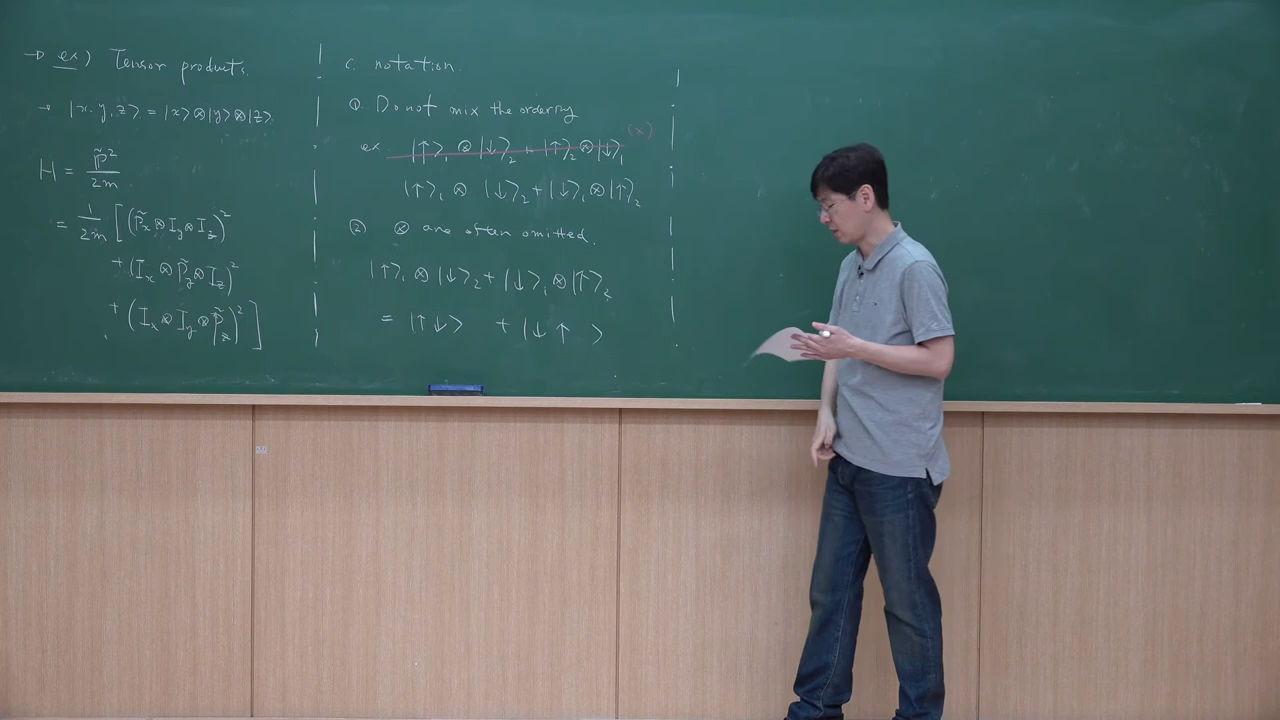 → ex) Tensor products.
→ |x, y, z> = |x>⊗|y>⊗|z>
H = P̃² / 2m
= 1/2m [(P̃x⊗Iy⊗Iz)²
+ (Ix⊗P̃y⊗Iz)²
+ (Ix⊗Iy⊗P̃z)²]
c. notation.
① Do not mix the ordering
ex. |↑>₁ ⊗ |↓>₂ + |↑>₂ ⊗ |↓>₁ (x)
|↑>₁ ⊗ |↓>₂ + |↓>₁ ⊗ |↑>₂
② ⊗ are often omitted.
|↑>₁ ⊗ |↓>₂ + |↓>₁ ⊗ |↑>₂
= |↑↓> + |↓↑ >